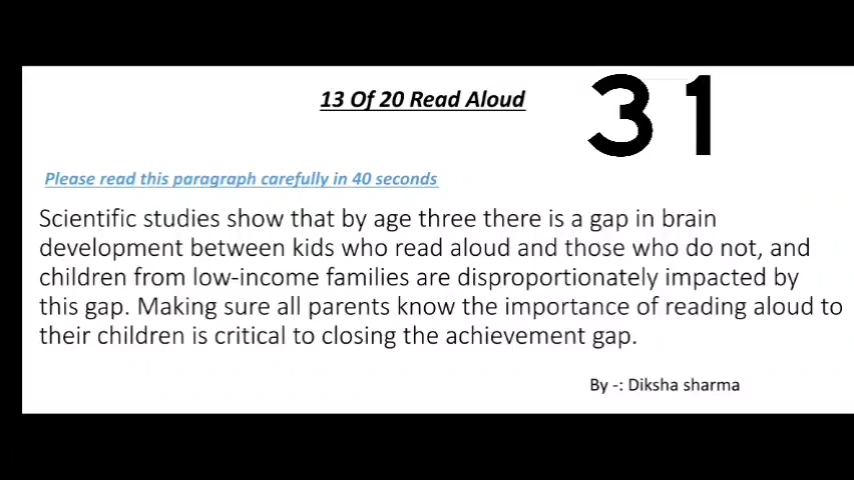 13 Of 20 Read Aloud
31
Please read this paragraph carefully in 40 seconds
Scientific studies show that by age three there is a gap in brain
development between kids who read aloud and those who do not, and
children from low-income families are disproportionately impacted by
this gap. Making sure all parents know the importance of reading aloud to
their children is critical to closing the achievement gap.
By -: Diksha sharma